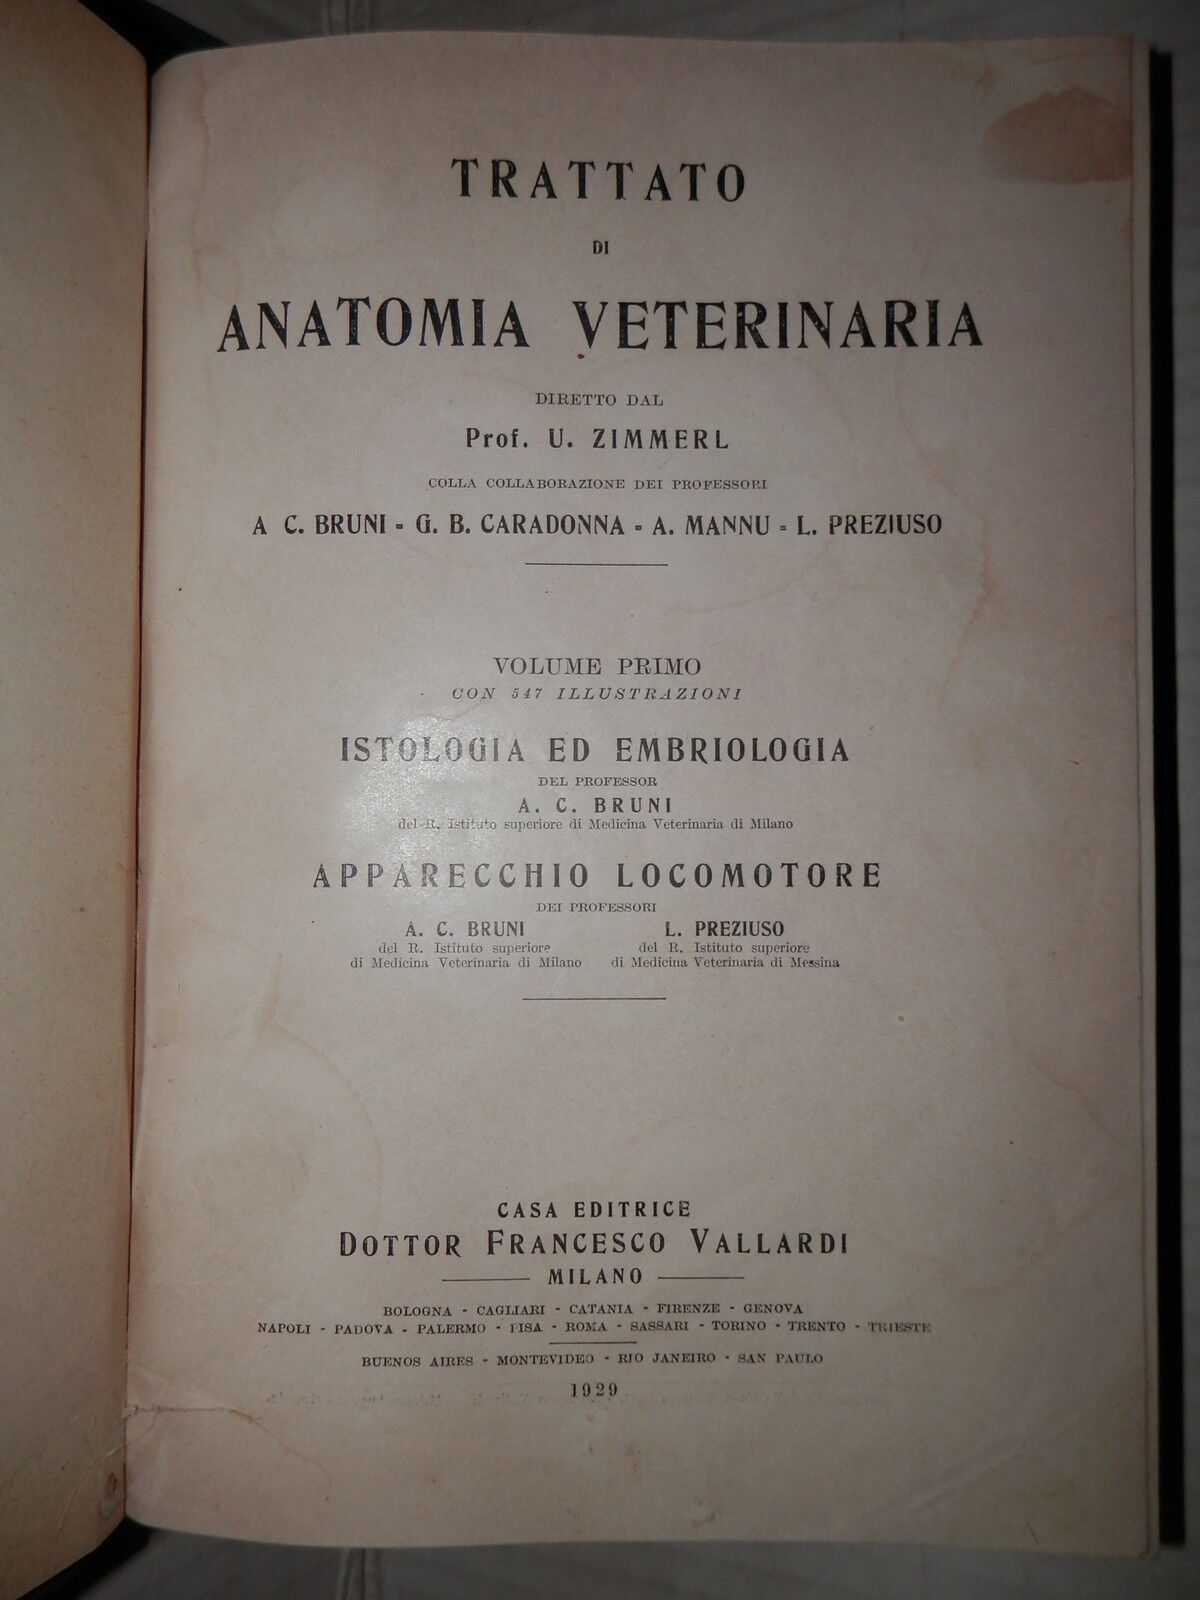 TRATTATO
DI
ANATOMIA VETERINARIA
DIRETTO DAL
Prof. U. ZIMMERL
COLLA COLLABORAZIONE DEI PROFESSORI
A C. BRUNI - G. B. CARADONNA - A. MANNU - L. PREZIUSO
VOLUME PRIMO
CON 547 ILLUSTRAZIONI
ISTOLOGIA ED EMBRIOLOGIA
DEL PROFESSOR
A. C. BRUNI
del R. Istituto superiore di Medicina Veterinaria di Milano
APPARECCHIO LOCOMOTORE
DEI PROFESSORI
A. C. BRUNI
del R. Istituto superiore
di Medicina Veterinaria di Milano
L. PREZIUSO
del R. Istituto superiore
di Medicina Veterinaria di Messina
CASA EDITRICE
DOTTOR FRANCESCO VALLARDI
MILANO
BOLOGNA - CAGLIARI - CATANIA - FIRENZE - GENOVA
NAPOLI - PADOVA - PALERMO - PISA - ROMA - SASSARI - TORINO - TRENTO - TRIESTE
BUENOS AIRES - MONTEVIDEO - RIO JANEIRO - SAN PAULO
1929